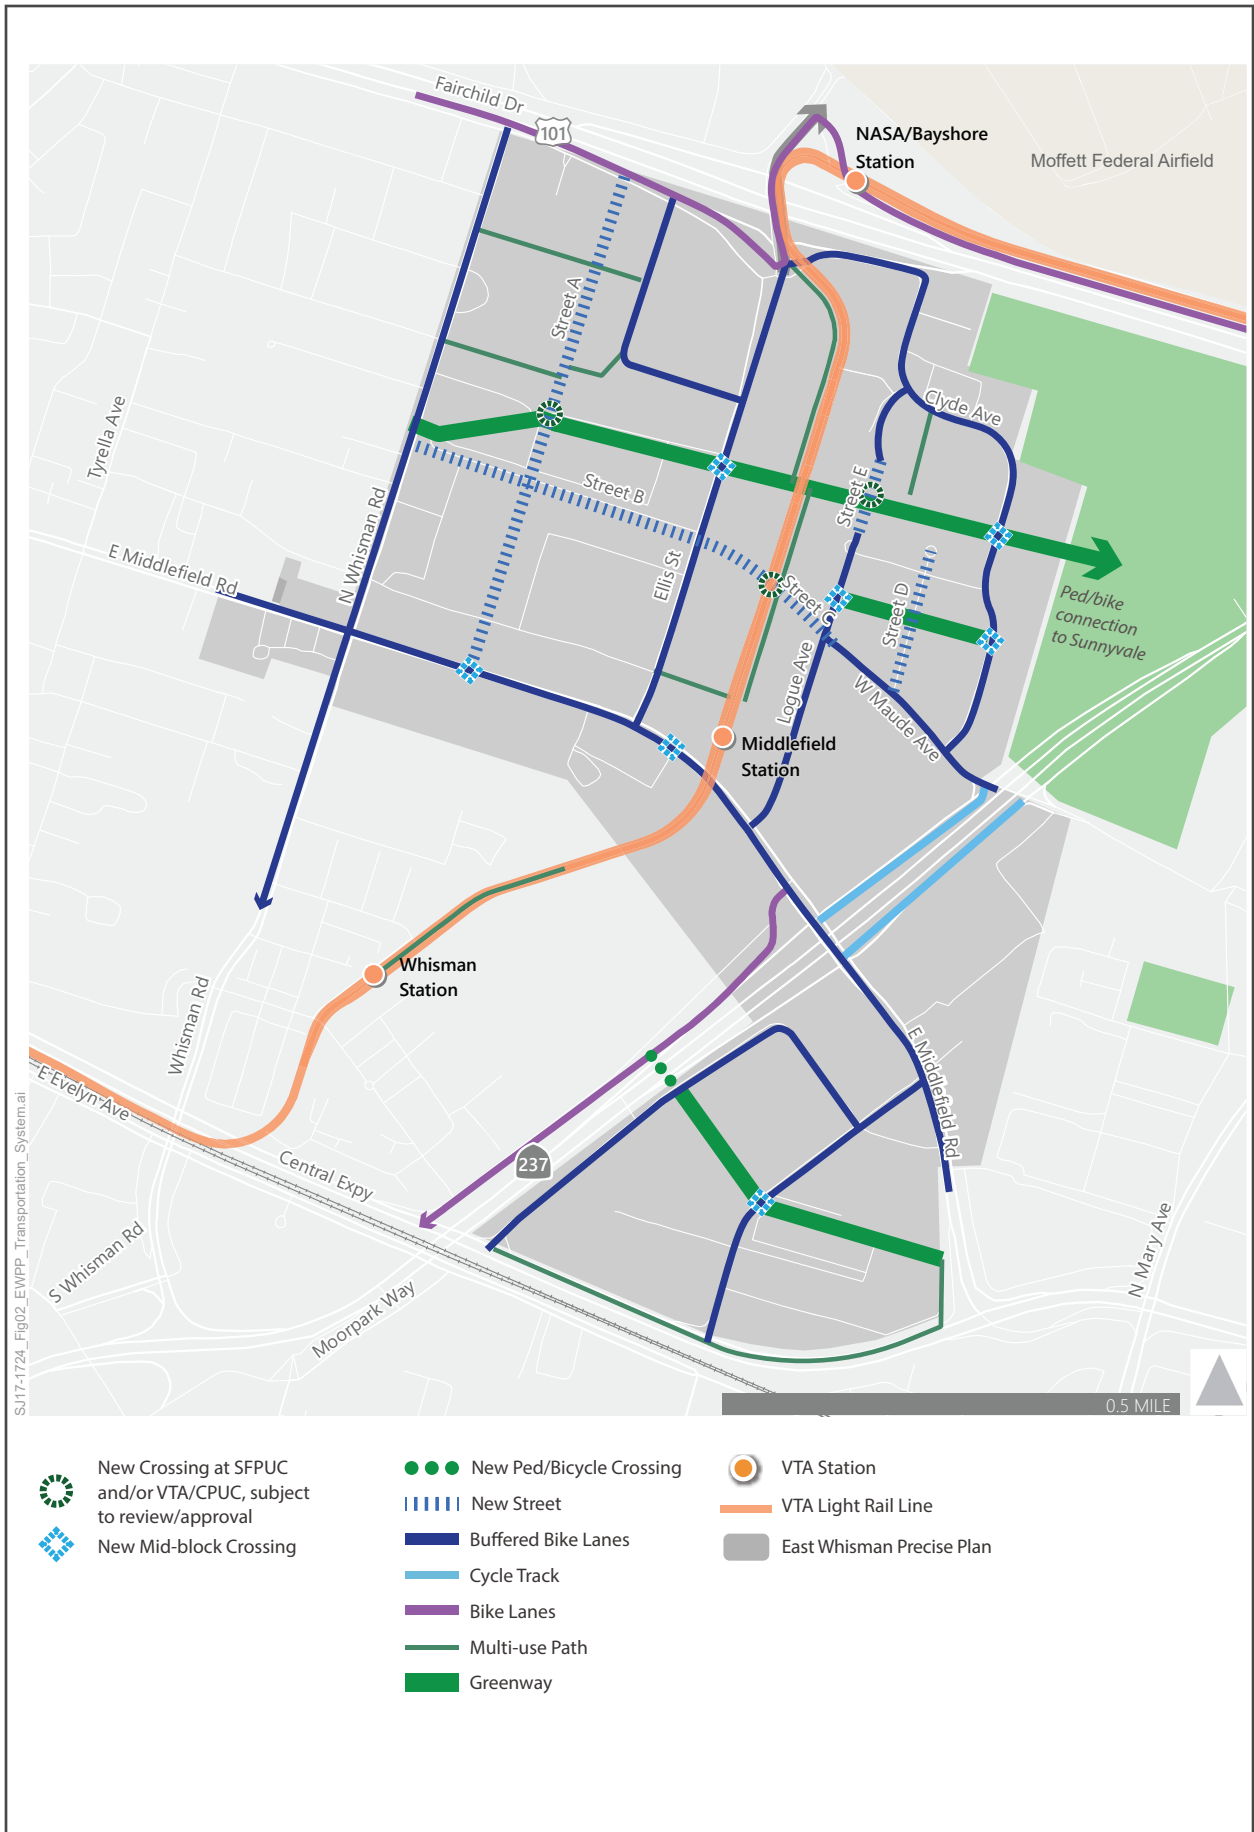 Fairchild Dr
101
NASA/Bayshore
Station
Moffett Federal Airfield
Street A
Tyrella Ave
Clyde Ave
Street B
Street E
N Whisman Rd
E Middlefield Rd
Ellis St
Street C
Street D
Ped/bike
connection
to Sunnyvale
Logue Ave
W Maude Ave
Middlefield
Station
Whisman
Station
Whisman Rd
E Middlefield Rd
E Evelyn Ave
Central Expy
237
S Whisman Rd
Moorpark Way
N Mary Ave
SJ17-1724_Fig02_EWPP_Transportation_System.ai
0.5 MILE
New Crossing at SFPUC
and/or VTA/CPUC, subject
to review/approval
New Mid-block Crossing
New Ped/Bicycle Crossing
New Street
Buffered Bike Lanes
Cycle Track
Bike Lanes
Multi-use Path
Greenway
VTA Station
VTA Light Rail Line
East Whisman Precise Plan